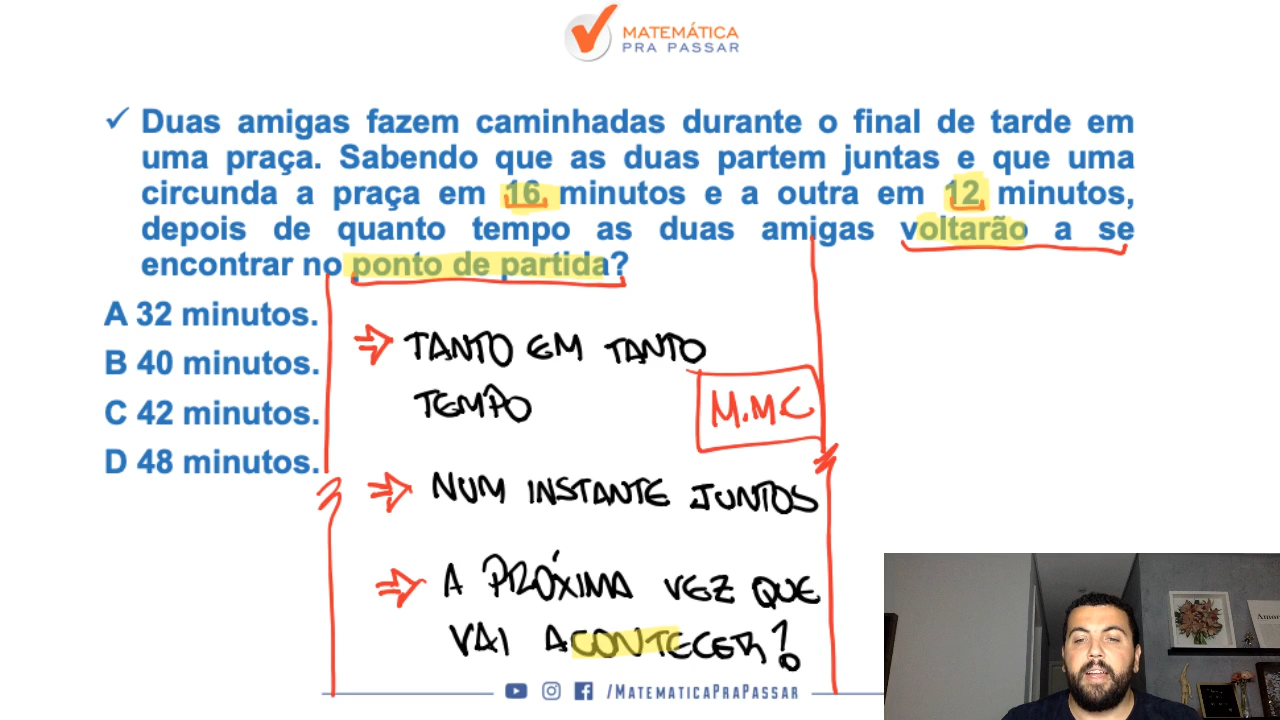 MATEMÁTICA
PRA PASSAR
✓ Duas amigas fazem caminhadas durante o final de tarde em
uma praça. Sabendo que as duas partem juntas e que uma
circunda a praça em 16 minutos e a outra em 12 minutos,
depois de quanto tempo as duas amigas voltarão a se
encontrar no ponto de partida?
A 32 minutos.
B 40 minutos.
C 42 minutos.
D 48 minutos.
⇒ TANTO EM TANTO
TEMPO
M.M.C
⇒ NUM INSTANTE JUNTOS
⇒ A PRÓXIMA VEZ QUE
VAI ACONTECER?
/MATEMATICAPRAPASSAR